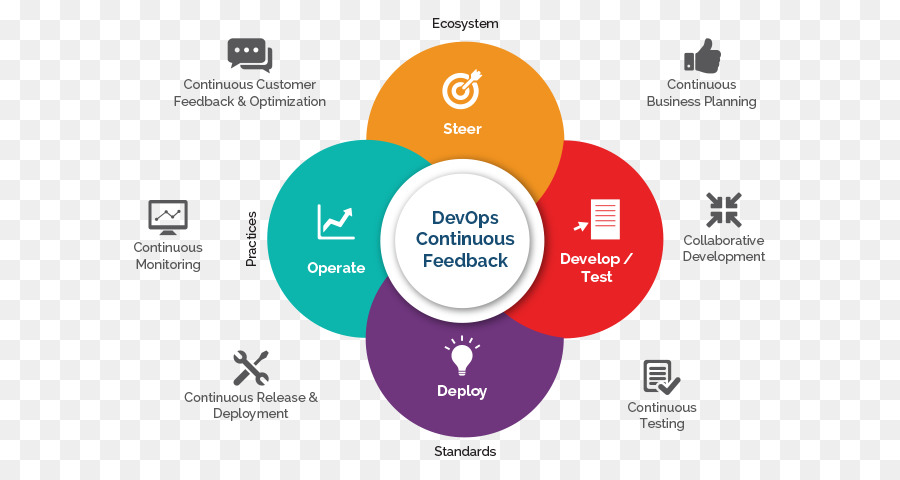 Ecosystem
Continuous Customer
Feedback & Optimization
Continuous
Business Planning
Steer
Practices
Continuous
Monitoring
Operate
DevOps
Continuous
Feedback
Develop /
Test
Collaborative
Development
Deploy
Continuous Release &
Deployment
Continuous
Testing
Standards